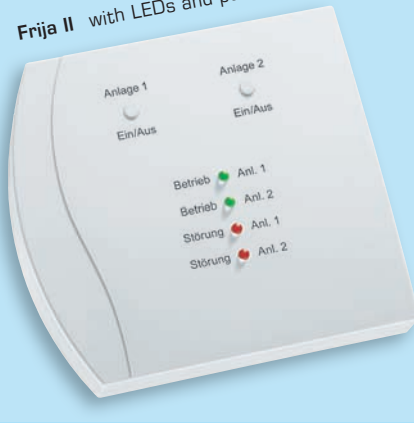 Frija II with LEDs and
Anlage 1 Anlage 2
Ein/Aus Ein/Aus
Betrieb Anl. 1
Betrieb Anl. 2
Störung Anl. 1
Störung Anl. 2